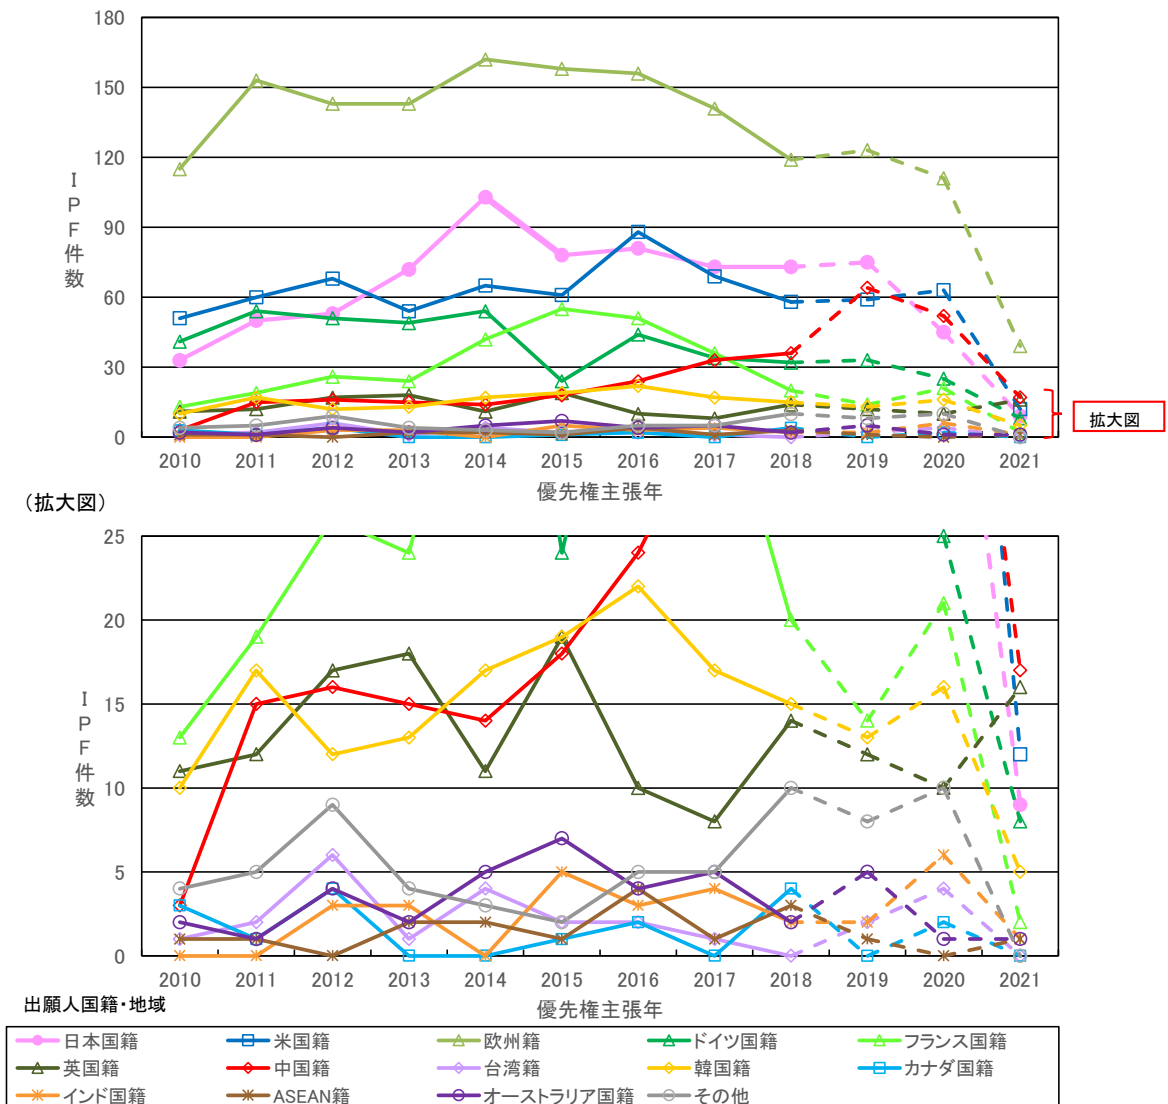 180
150
120
90
60
30
0
IPF件数
2010 2011 2012 2013 2014 2015 2016 2017 2018 2019 2020 2021
優先権主張年
拡大図
（拡大図）
25
20
15
10
5
0
IPF件数
2010 2011 2012 2013 2014 2015 2016 2017 2018 2019 2020 2021
優先権主張年
出願人国籍・地域
日本国籍 米国籍 欧州籍 ドイツ国籍 フランス国籍
英国籍 中国籍 台湾籍 韓国籍 カナダ国籍
インド国籍 ASEAN籍 オーストラリア国籍 その他